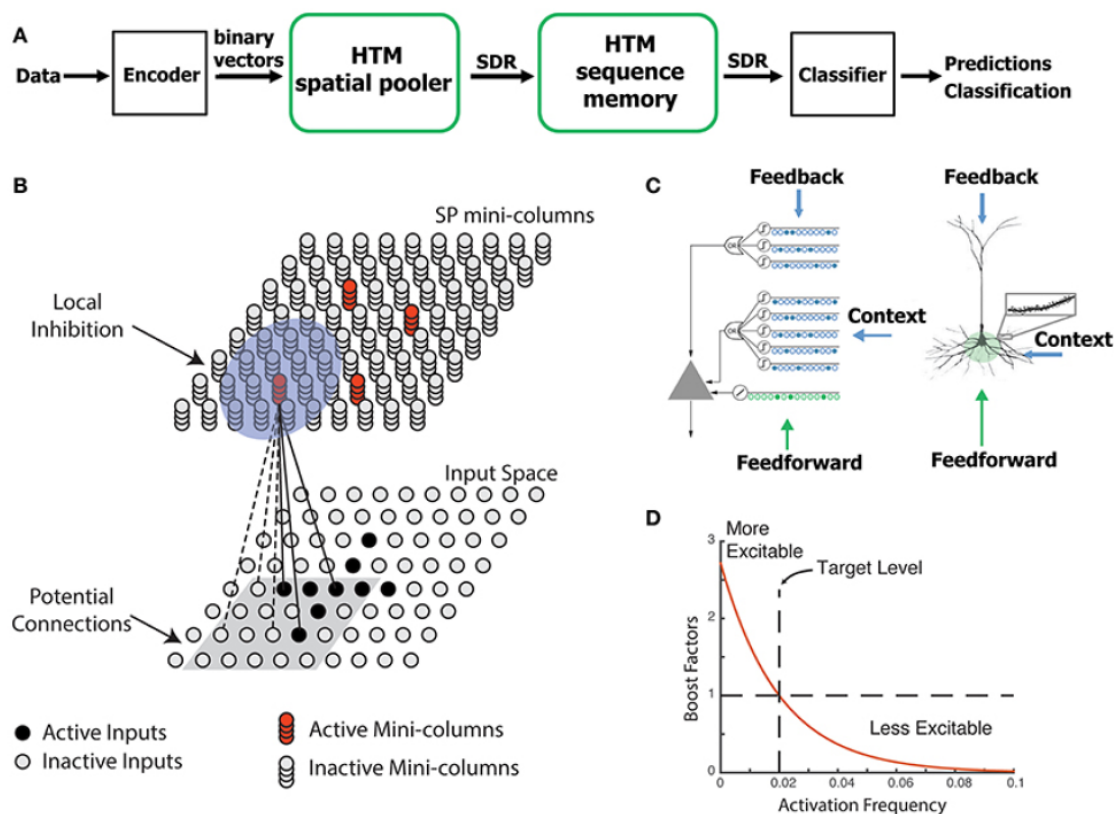 A
Data
Encoder
binary
vectors
HTM
spatial pooler
SDR
HTM
sequence
memory
SDR
Classifier
Predictions
Classification
B
SP mini-columns
Local
Inhibition
Input Space
Potential
Connections
Active Inputs
Inactive Inputs
Active Mini-columns
Inactive Mini-columns
C
Feedback
OR
OR
Context
Feedforward
Feedback
Context
Feedforward
D
More
Excitable
Target Level
Less Excitable
Boost Factors
3
2
1
0
0
0.02
0.04
0.06
0.08
0.1
Activation Frequency